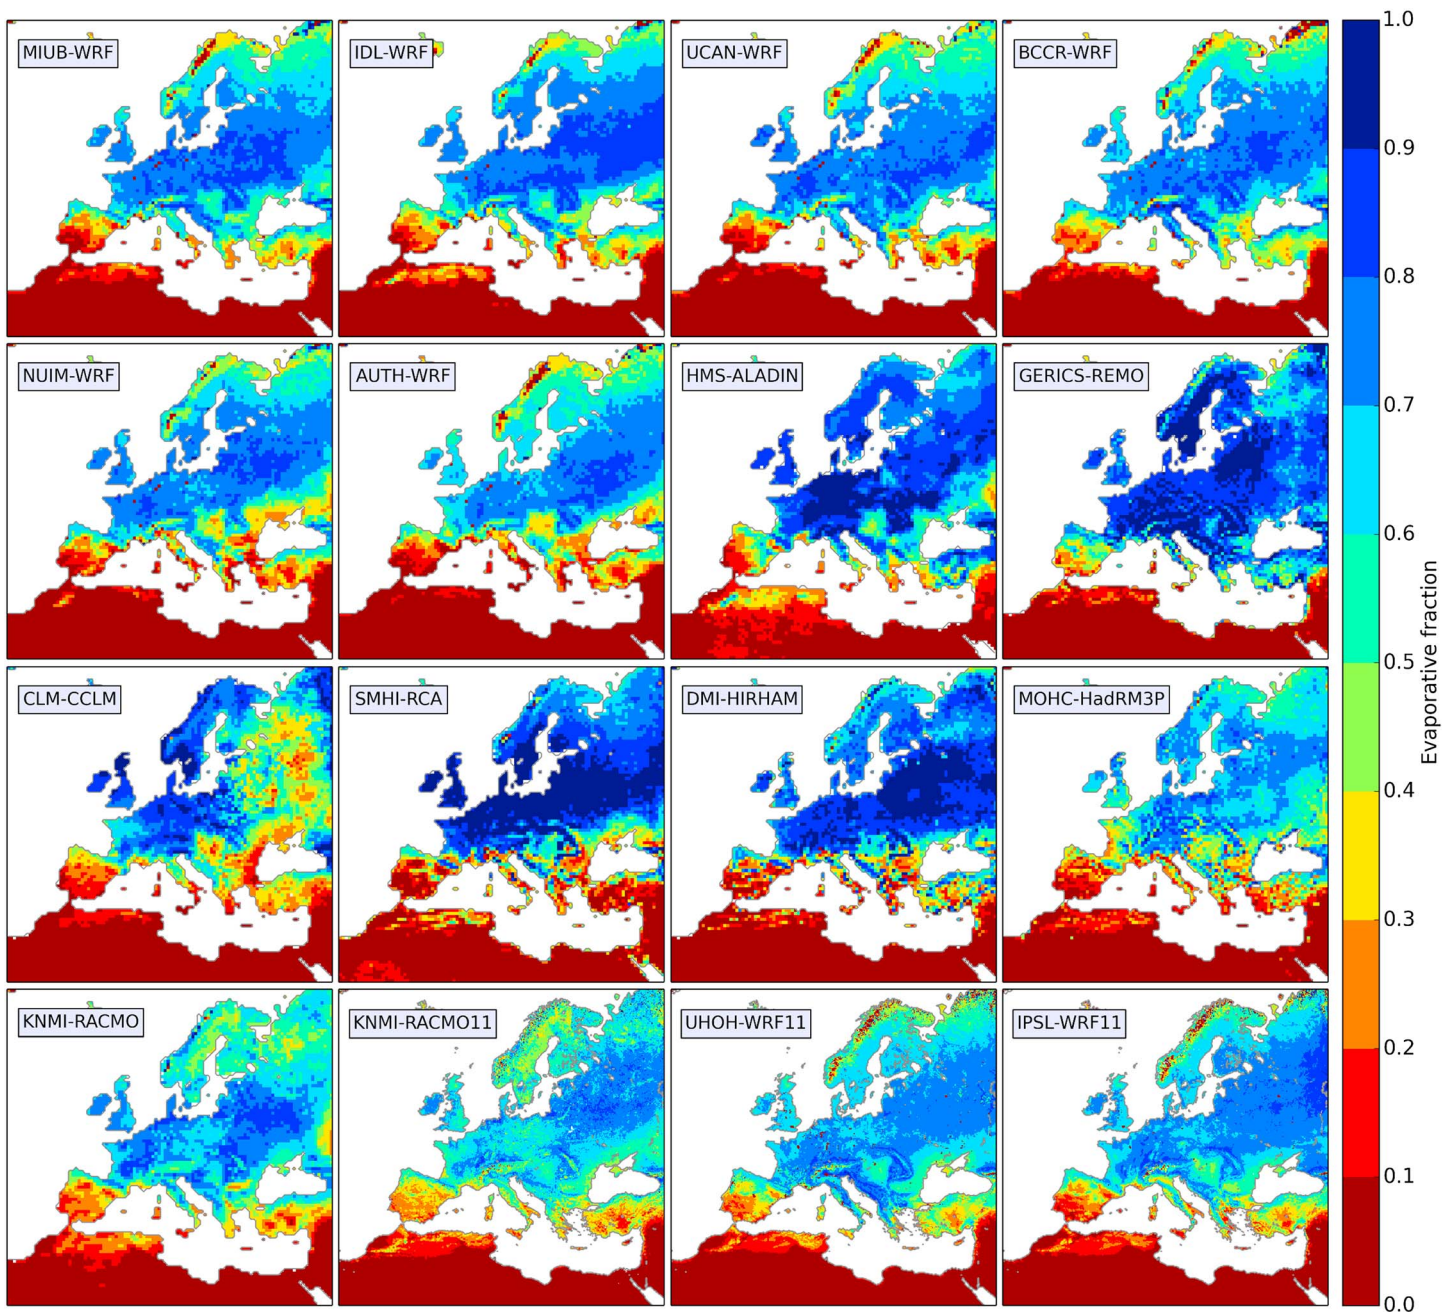 MIUB-WRF
IDL-WRF
UCAN-WRF
BCCR-WRF
NUIM-WRF
AUTH-WRF
HMS-ALADIN
GERICS-REMO
CLM-CCLM
SMHI-RCA
DMI-HIRHAM
MOHC-HadRM3P
KNMI-RACMO
KNMI-RACMO11
UHOH-WRF11
IPSL-WRF11
1.0
0.9
0.8
0.7
0.6
0.5
0.4
0.3
0.2
0.1
0.0
Evaporative fraction